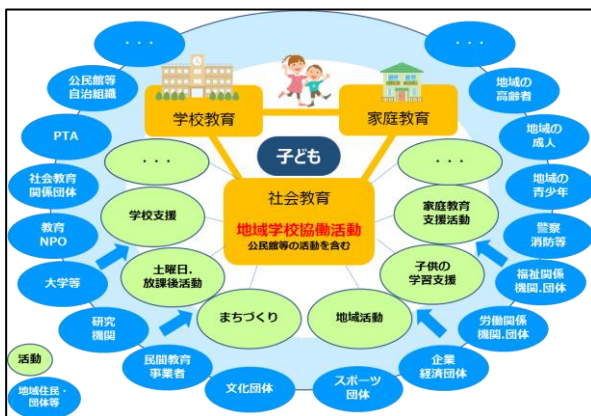 ・・・
・・・
公民館等
自治組織
地域の
高齢者
学校教育
家庭教育
PTA
地域の
成人
子ども
・・・
・・・
社会教育
関係団体
地域の
青少年
社会教育
地域学校協働活動
公民館等の活動を含む
学校支援
家庭教育
支援活動
教育
NPO
警察
消防等
土曜日.
放課後活動
子供の
学習支援
大学等
福祉関係
機関.団体
まちづくり
地域活動
研究
機関
労働関係
機関.団体
民間教育
事業者
企業
経済団体
文化団体
スポーツ
団体
活動
地域住民・
団体等